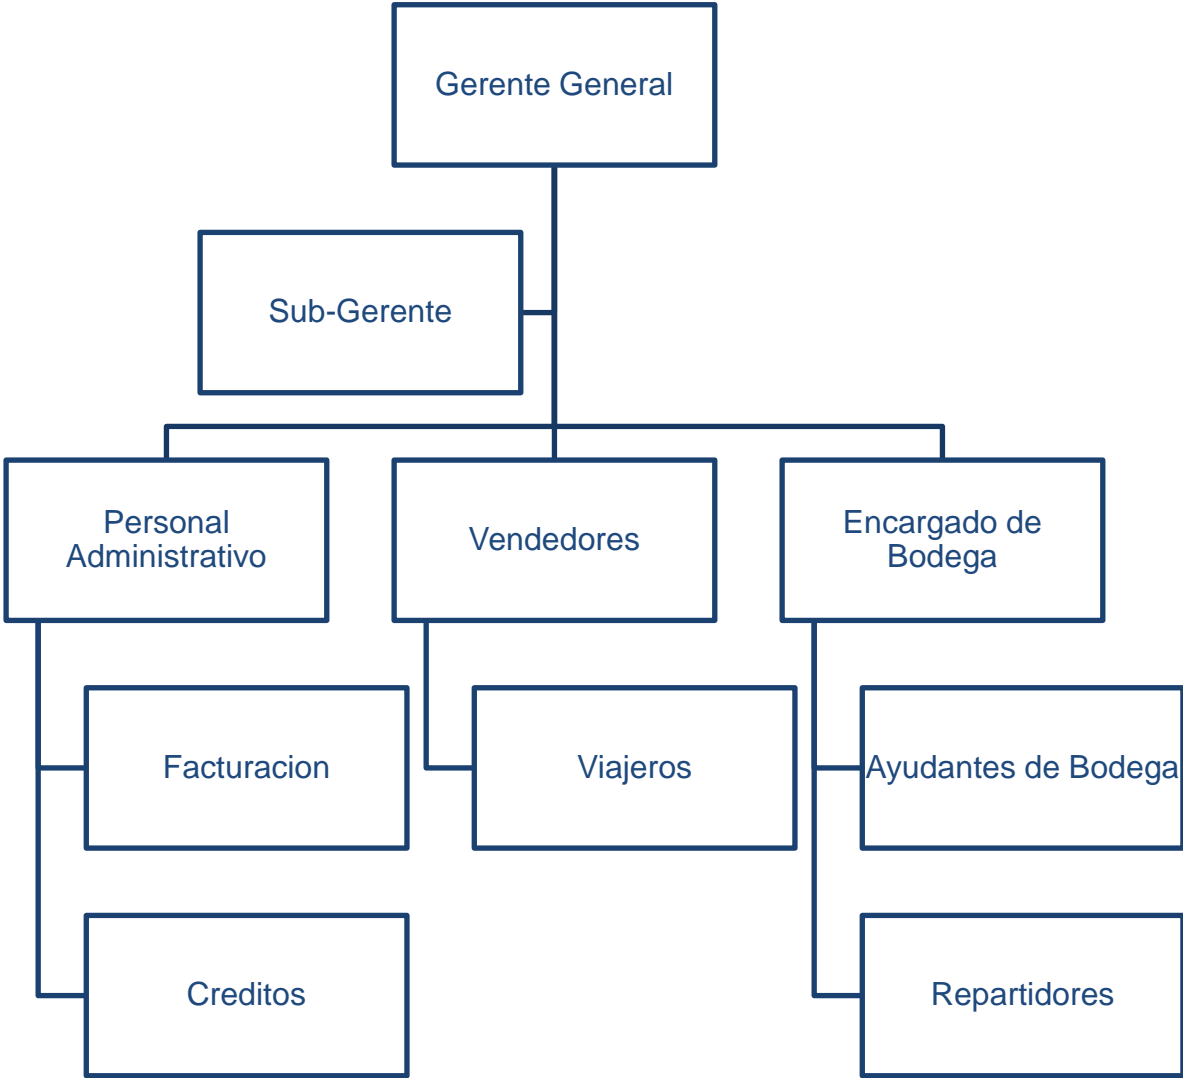 Gerente General
Sub-Gerente
Personal
Administrativo
Vendedores
Encargado de
Bodega
Facturacion
Viajeros
Ayudantes de Bodega
Creditos
Repartidores